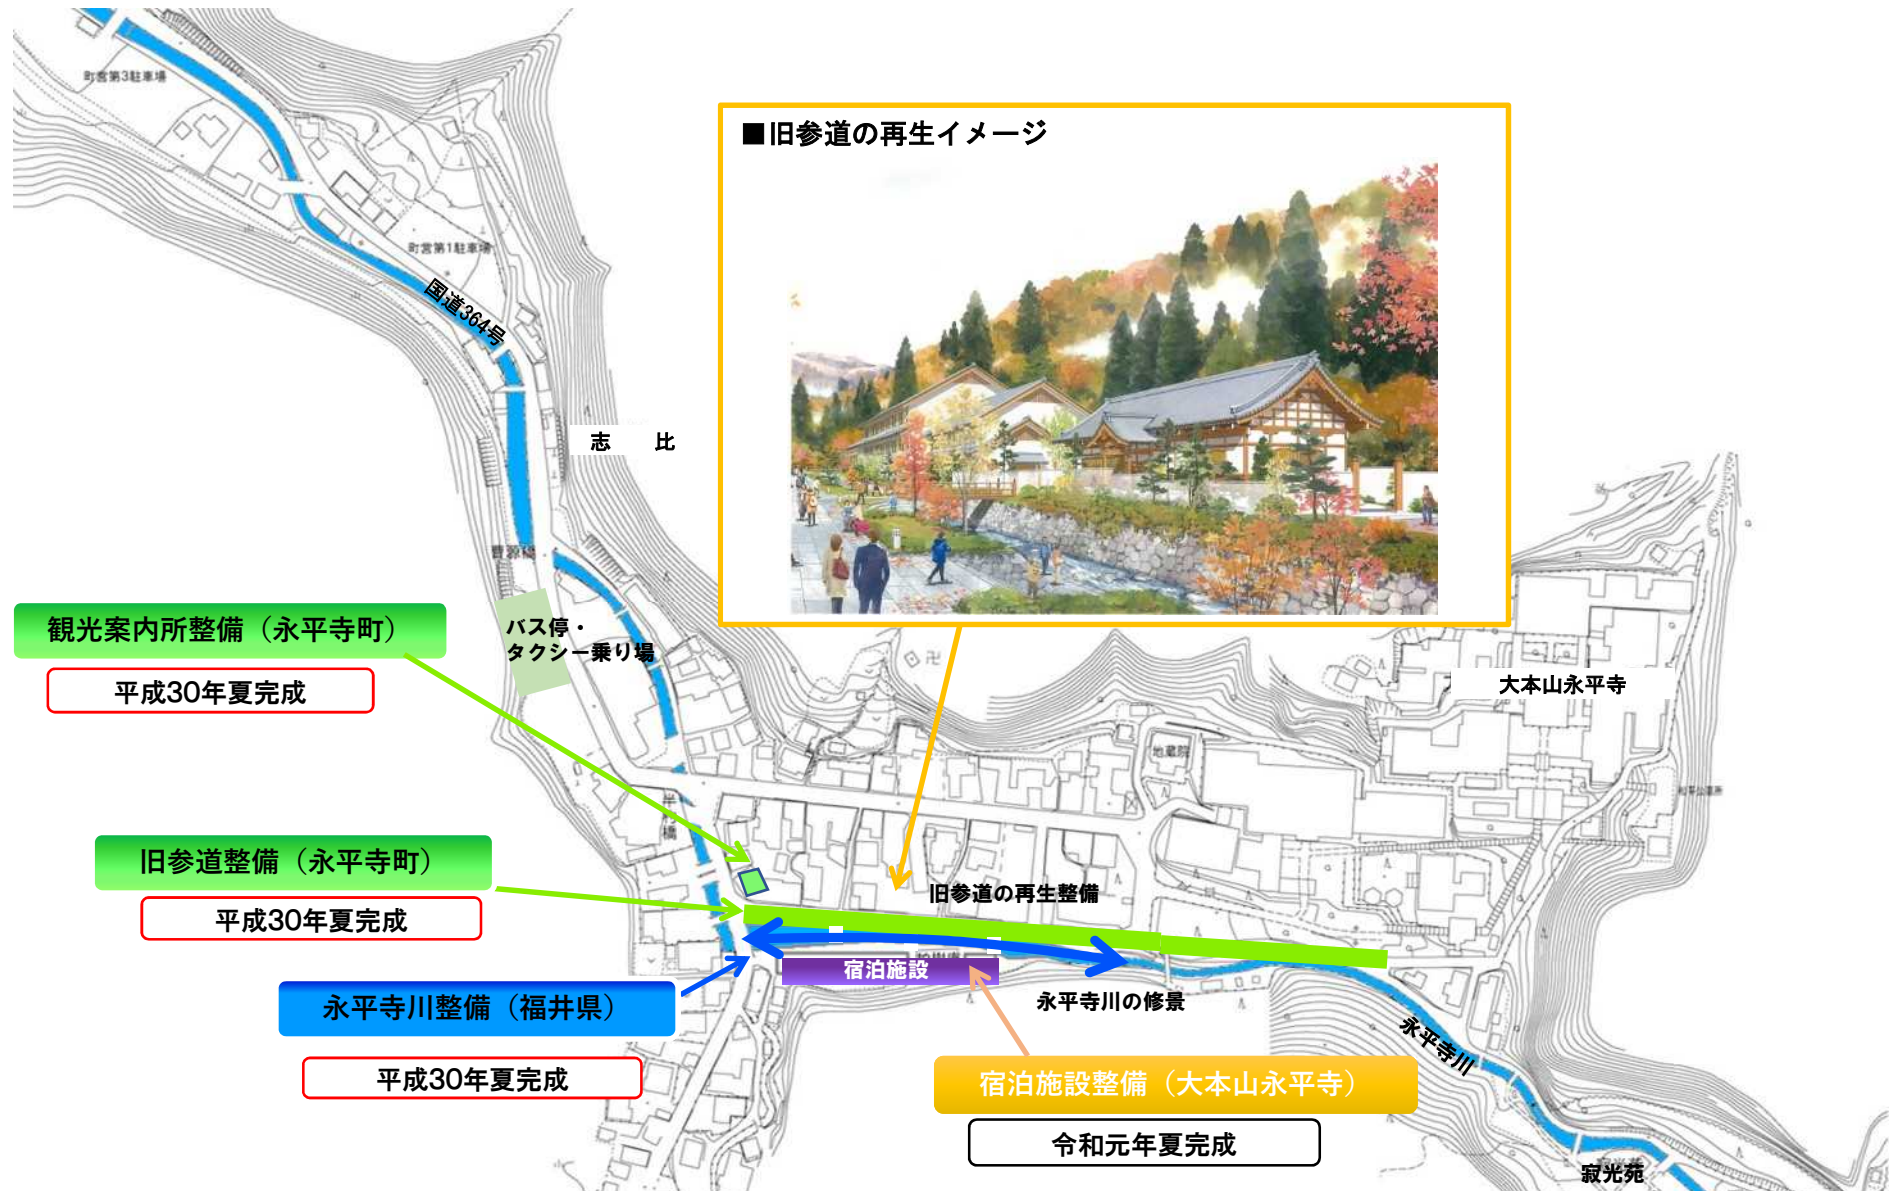 町営第3駐車場
■旧参道の再生イメージ
町営第1駐車場
国道364号
志　比
豊源橋
観光案内所整備（永平寺町）
平成30年夏完成
バス停・
タクシー乗り場
大本山永平寺
地蔵院
旧参道整備（永平寺町）
平成30年夏完成
旧参道の再生整備
宿泊施設
永平寺川整備（福井県）
平成30年夏完成
永平寺川の修景
永平寺川
宿泊施設整備（大本山永平寺）
令和元年夏完成
寂光苑